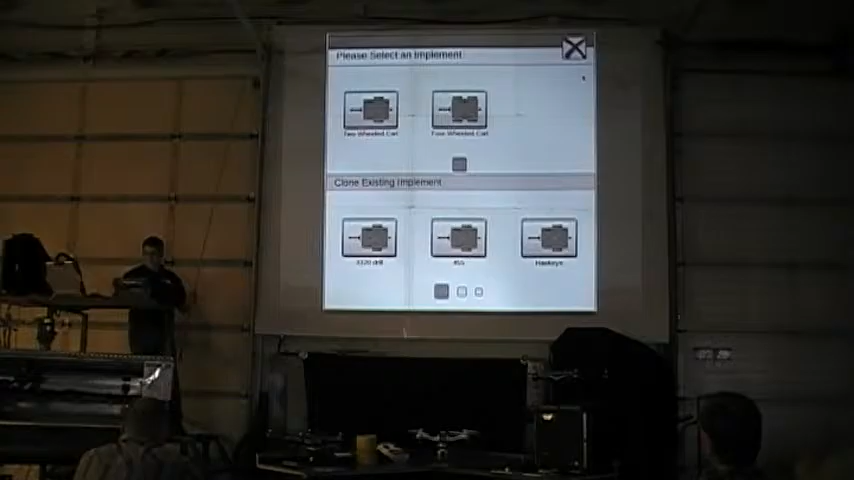 Please Select an Implement
Two Wheeled Cart
Four Wheeled Cart
Clone Existing Implement
3320 drill
455
Hawkeye